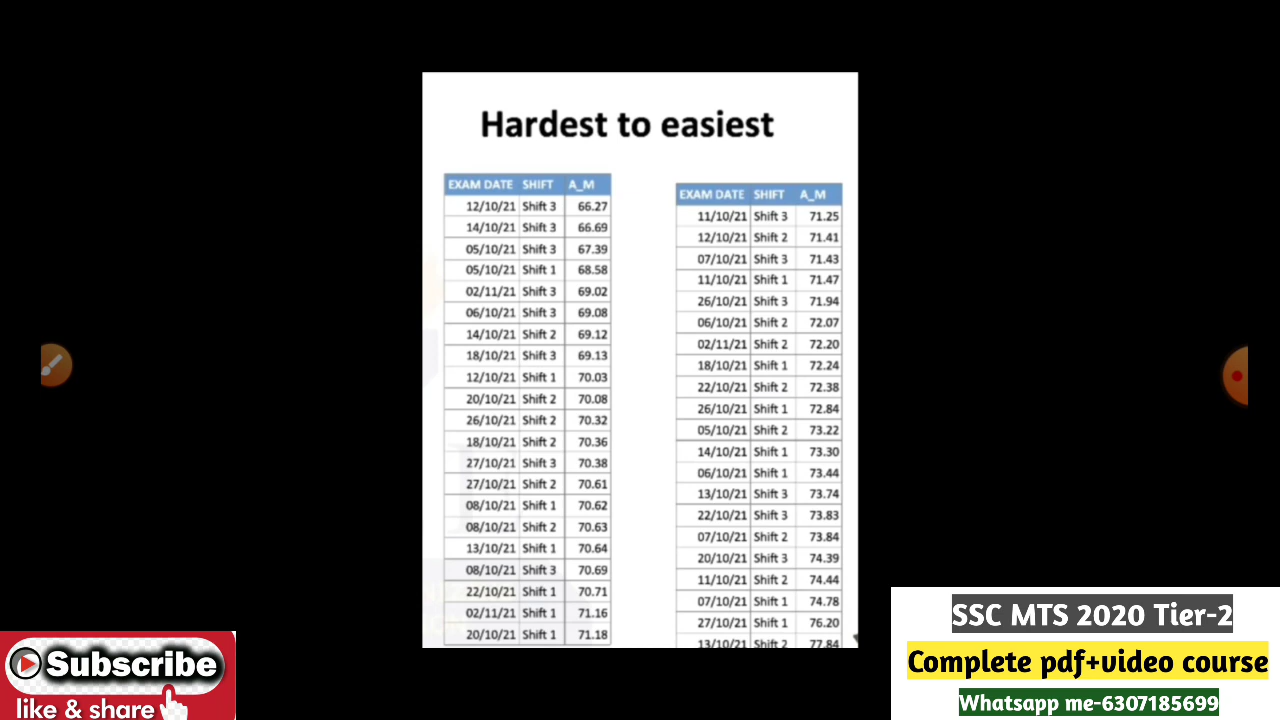 Hardest to easiest
EXAM DATE SHIFT A_M
12/10/21 Shift 3 66.27
14/10/21 Shift 3 66.69
05/10/21 Shift 3 67.39
05/10/21 Shift 1 68.58
02/11/21 Shift 3 69.02
06/10/21 Shift 3 69.08
14/10/21 Shift 2 69.12
18/10/21 Shift 3 69.13
12/10/21 Shift 1 70.03
20/10/21 Shift 2 70.08
26/10/21 Shift 2 70.32
18/10/21 Shift 2 70.36
27/10/21 Shift 3 70.38
27/10/21 Shift 2 70.61
08/10/21 Shift 1 70.62
08/10/21 Shift 2 70.63
13/10/21 Shift 1 70.64
08/10/21 Shift 3 70.69
22/10/21 Shift 1 70.71
02/11/21 Shift 1 71.16
20/10/21 Shift 1 71.18
EXAM DATE SHIFT A_M
11/10/21 Shift 3 71.25
12/10/21 Shift 2 71.41
07/10/21 Shift 3 71.43
11/10/21 Shift 1 71.47
26/10/21 Shift 3 71.94
06/10/21 Shift 2 72.07
02/11/21 Shift 2 72.20
18/10/21 Shift 1 72.24
22/10/21 Shift 2 72.38
26/10/21 Shift 1 72.84
05/10/21 Shift 2 73.22
14/10/21 Shift 1 73.30
06/10/21 Shift 1 73.44
13/10/21 Shift 3 73.74
22/10/21 Shift 3 73.83
07/10/21 Shift 2 73.84
20/10/21 Shift 3 74.39
11/10/21 Shift 2 74.44
07/10/21 Shift 1 74.78
27/10/21 Shift 1 76.20
13/10/21 Shift 2 77.84
Subscribe
like & share
SSC MTS 2020 Tier-2
Complete pdf+video course
Whatsapp me-6307185699